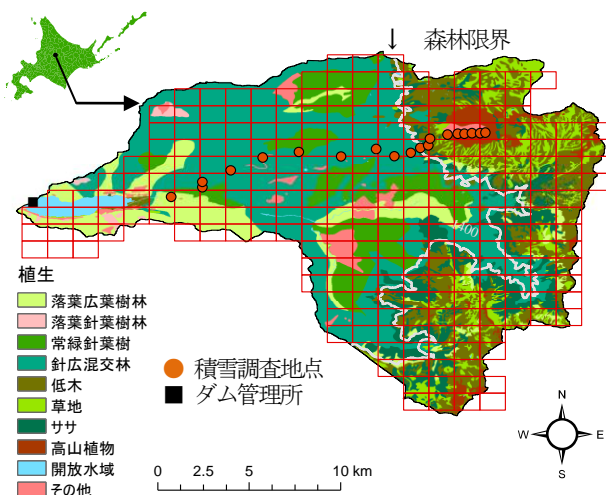 ↓ 森林限界
1400
植生
落葉広葉樹林
落葉針葉樹林
常緑針葉樹
針広混交林
低木
草地
ササ
高山植物
開放水域
その他
積雪調査地点
ダム管理所
0 2.5 5 10 km
N
W E
S